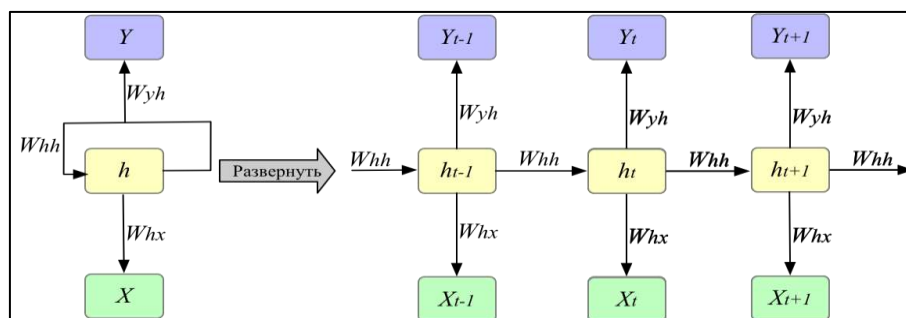 Y Yt-1 Yt Yt+1
Wyh Wyh Wyh Wyh
Whh Whh Whh Whh Whh
h Развернуть ht-1 ht ht+1
Whx Whx Whx Whx
X Xt-1 Xt Xt+1